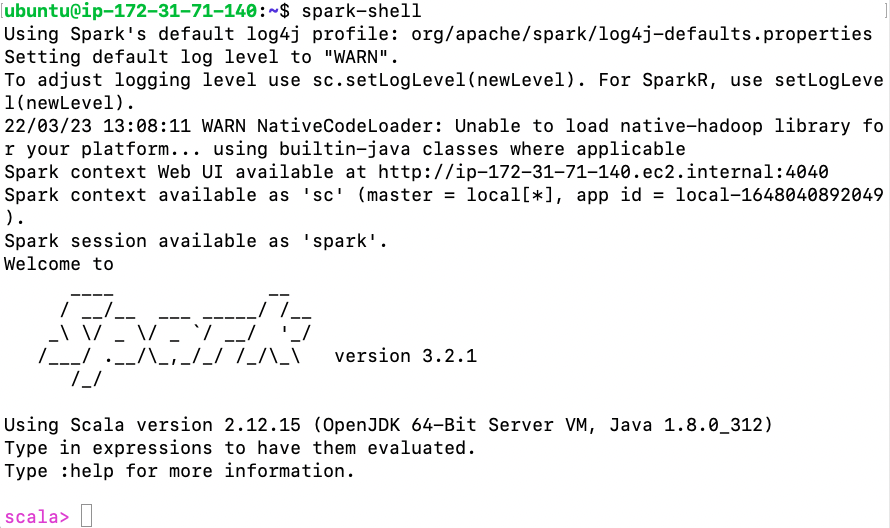 ubuntu@ip-172-31-71-140:~$ spark-shell
Using Spark's default log4j profile: org/apache/spark/log4j-defaults.properties
Setting default log level to "WARN".
To adjust logging level use sc.setLogLevel(newLevel). For SparkR, use setLogLeve
l(newLevel).
22/03/23 13:08:11 WARN NativeCodeLoader: Unable to load native-hadoop library fo
r your platform... using builtin-java classes where applicable
Spark context Web UI available at http://ip-172-31-71-140.ec2.internal:4040
Spark context available as 'sc' (master = local[*], app id = local-1648040892049
).
Spark session available as 'spark'.
Welcome to
      ____              __
     / __/__  ___ _____/ /__
    _\ \/ _ \/ _ `/ __/  '_/
   /___/ .__/\_,_/_/ /_/\_\   version 3.2.1
      /_/

Using Scala version 2.12.15 (OpenJDK 64-Bit Server VM, Java 1.8.0_312)
Type in expressions to have them evaluated.
Type :help for more information.

scala>